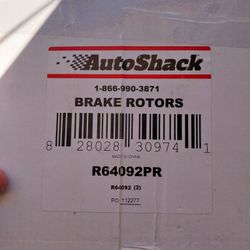 AutoShack
1-866-990-3871
BRAKE ROTORS
8 28028 30974 1
MADE IN CHINA
R64092PR
R64092 (2)
PO 112277